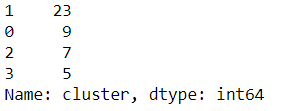 1    23
0     9
2     7
3     5
Name: cluster, dtype: int64